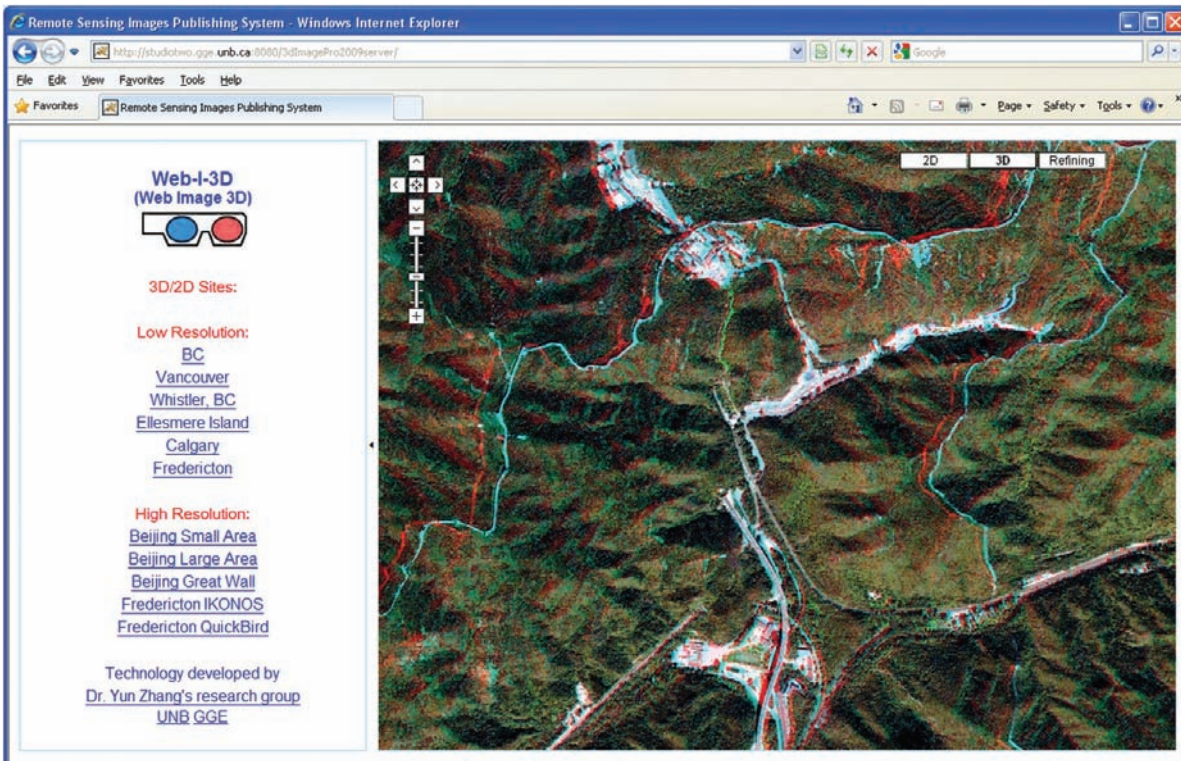 Remote Sensing Images Publishing System - Windows Internet Explorer
http://studiotwo.gge.unb.ca:8080/3dImagePro2009server/
Google
File Edit View Favorites Tools Help
Favorites
Remote Sensing Images Publishing System
Page Safety Tools
Web-I-3D
(Web Image 3D)
3D/2D Sites:
Low Resolution:
BC
Vancouver
Whistler, BC
Ellesmere Island
Calgary
Fredericton
High Resolution:
Beijing Small Area
Beijing Large Area
Beijing Great Wall
Fredericton IKONOS
Fredericton QuickBird
Technology developed by
Dr. Yun Zhang's research group
UNB GGE
2D 3D Refining